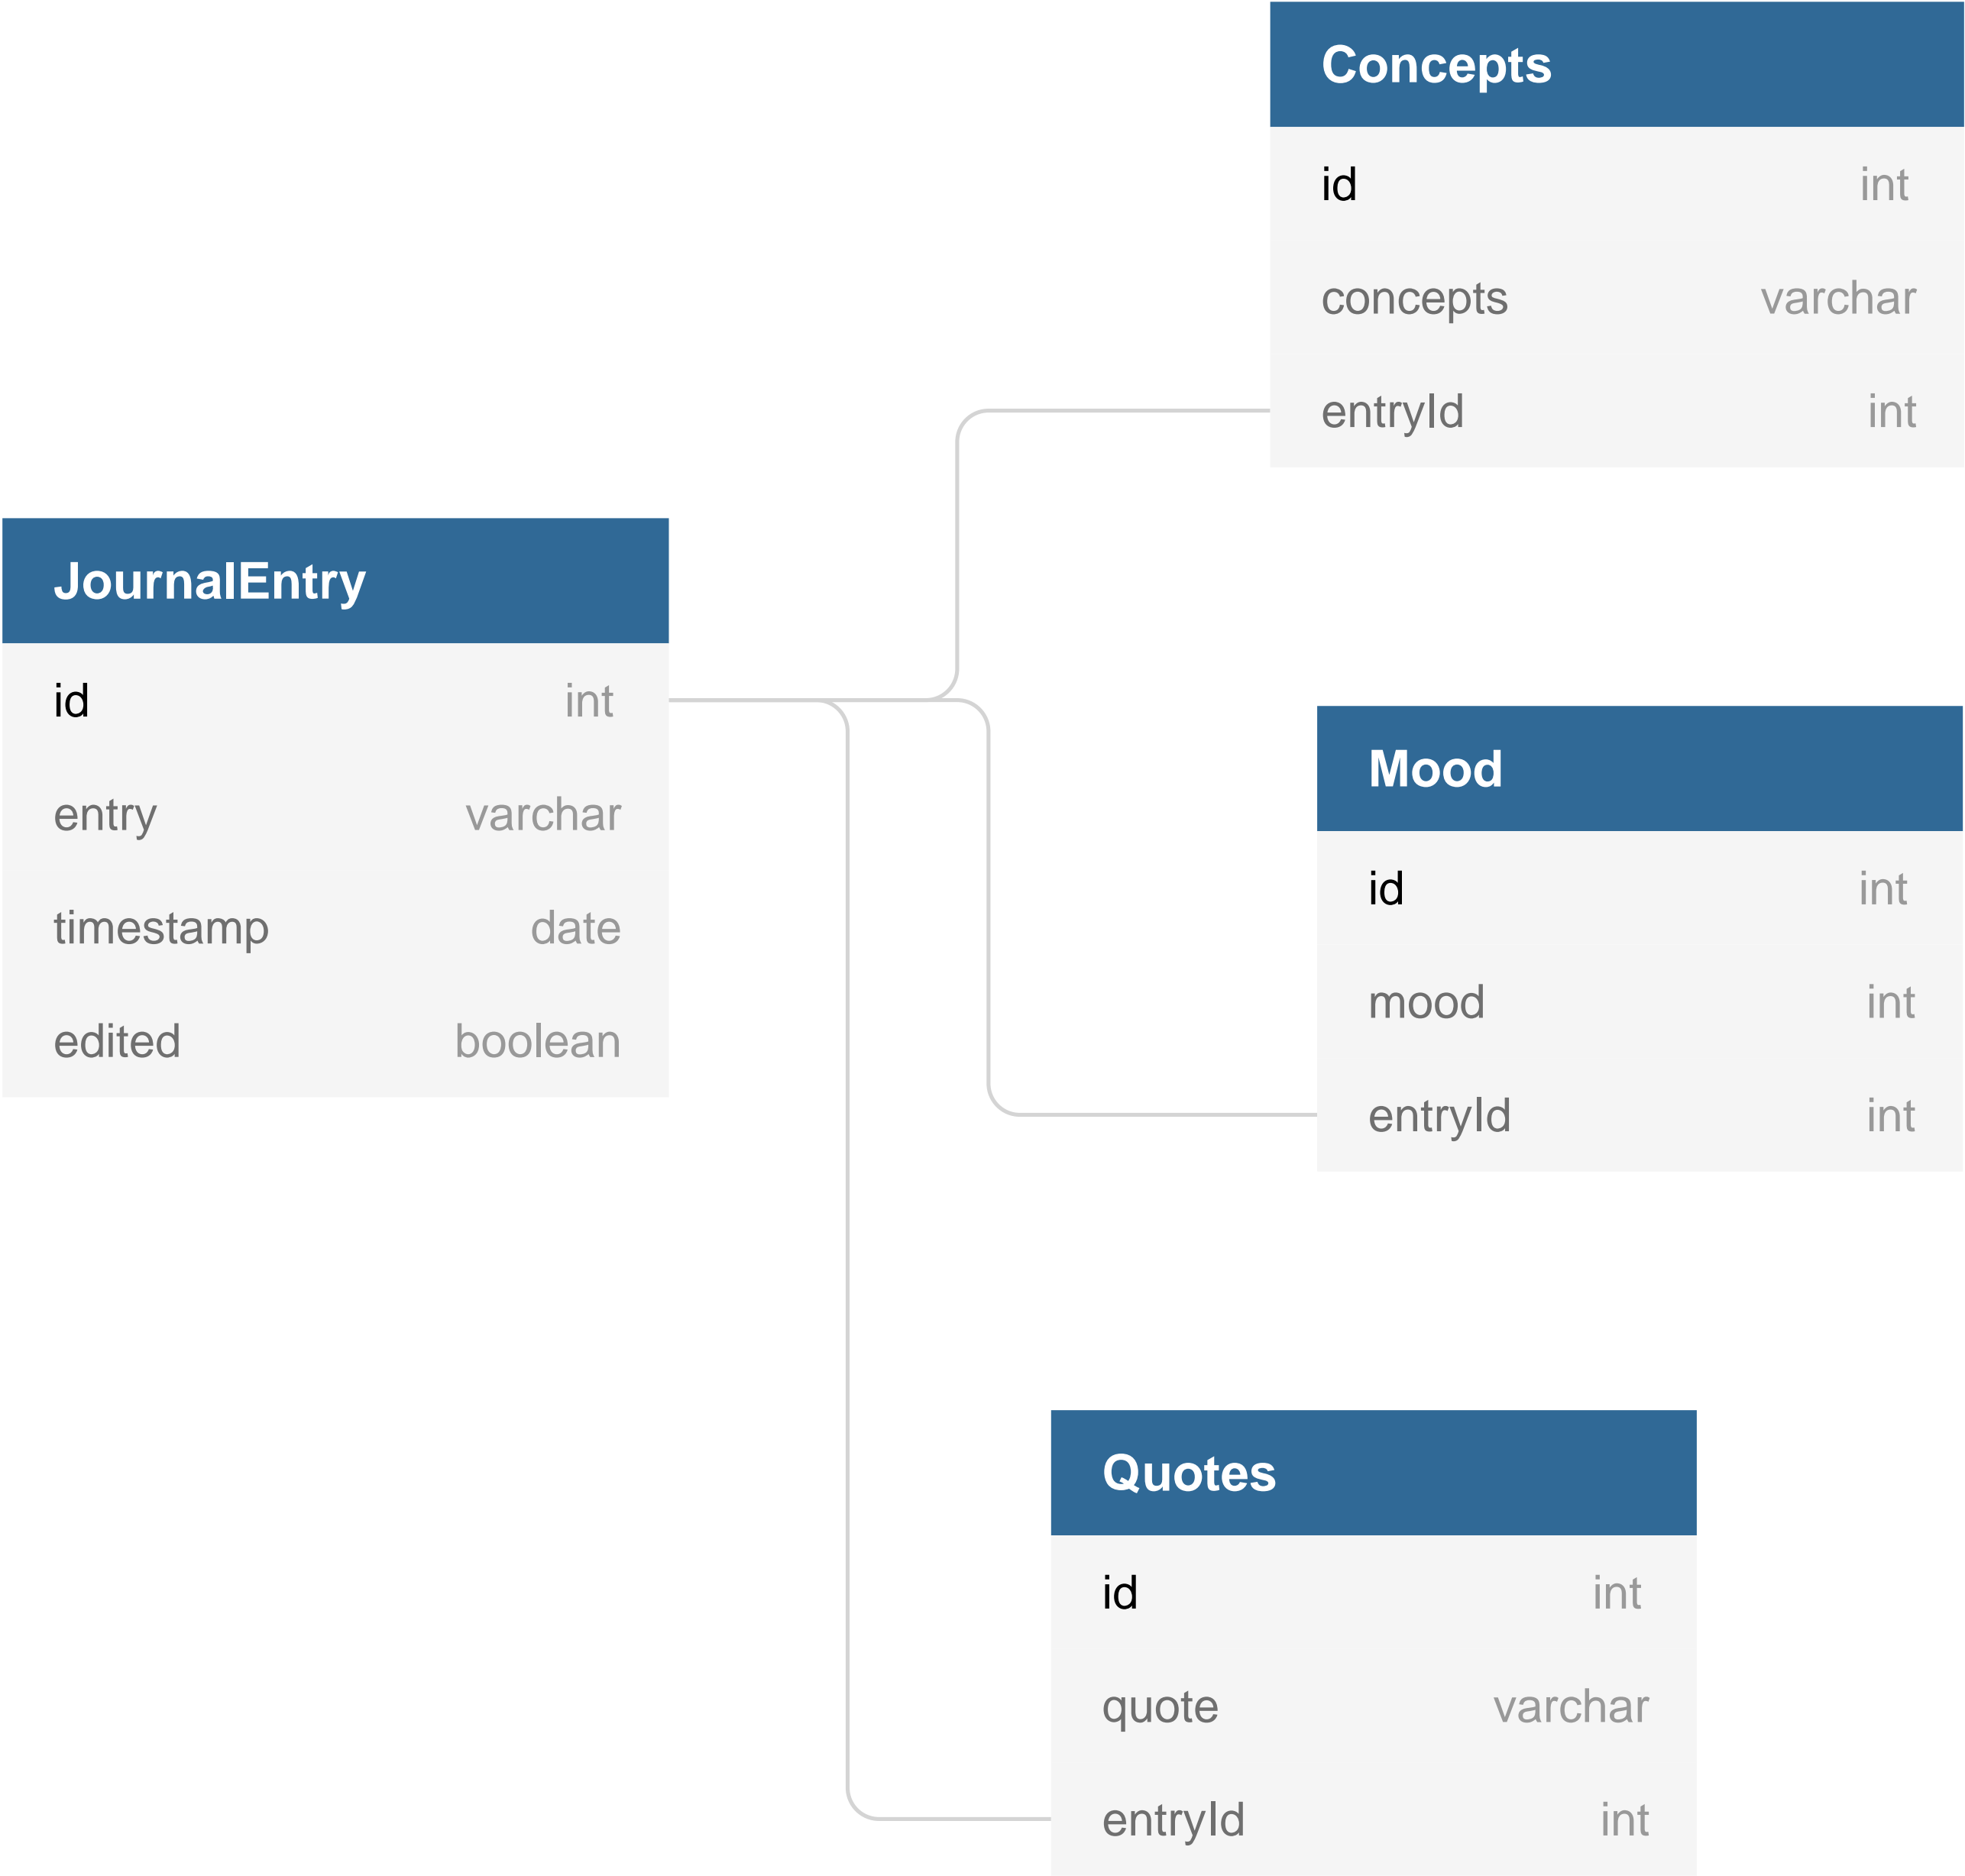 Concepts
id int
concepts varchar
entryId int
JournalEntry
id int
entry varchar
timestamp date
edited boolean
Mood
id int
mood int
entryId int
Quotes
id int
quote varchar
entryId int